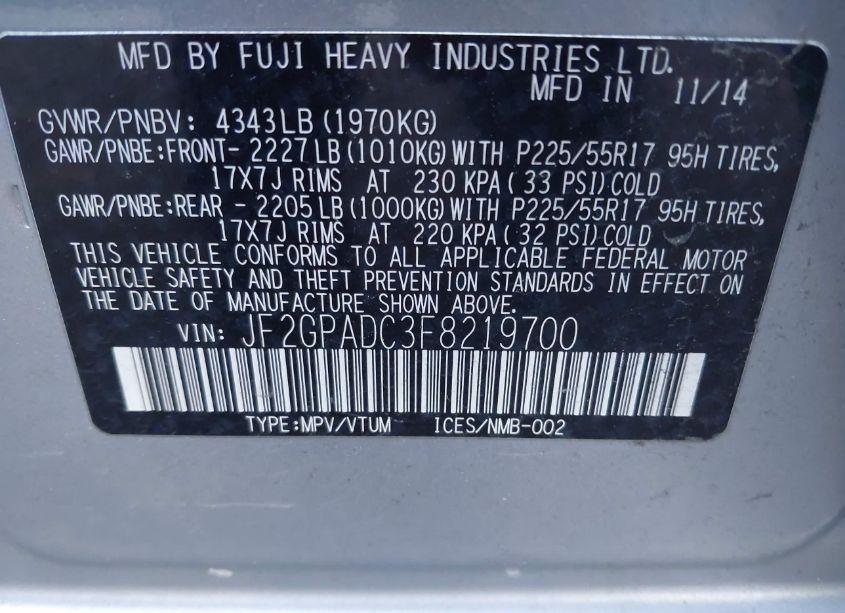 MFD BY FUJI HEAVY INDUSTRIES LTD.
MFD IN 11/14
GVWR/PNBV: 4343LB(1970KG)
GAWR/PNBE:FRONT-2227LB(1010KG)WITH P225/55R17 95H TIRES,
17X7J RIMS AT 230 KPA(33 PSI)COLD
GAWR/PNBE:REAR -2205LB(1000KG)WITH P225/55R17 95H TIRES,
17X7J RIMS AT 220 KPA(32 PSI)COLD
THIS VEHICLE CONFORMS TO ALL APPLICABLE FEDERAL MOTOR
VEHICLE SAFETY AND THEFT PREVENTION STANDARDS IN EFFECT ON
THE DATE OF MANUFACTURE SHOWN ABOVE.
VIN: JF2GPADC3F8219700
TYPE:MPV/VTUM ICES/NMB-002